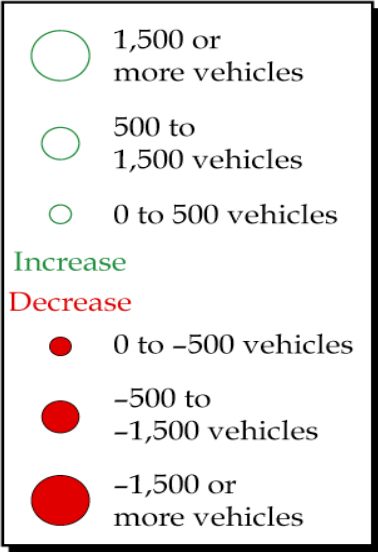 1,500 or
more vehicles
500 to
1,500 vehicles
0 to 500 vehicles
Increase
Decrease
0 to –500 vehicles
–500 to
–1,500 vehicles
–1,500 or
more vehicles